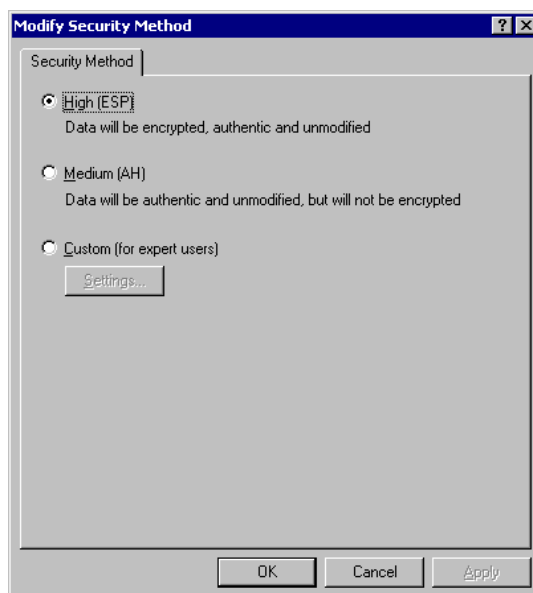 Modify Security Method
Security Method
High (ESP)
Data will be encrypted, authentic and unmodified
Medium (AH)
Data will be authentic and unmodified, but will not be encrypted
Custom (for expert users)
Settings...
OK Cancel Apply